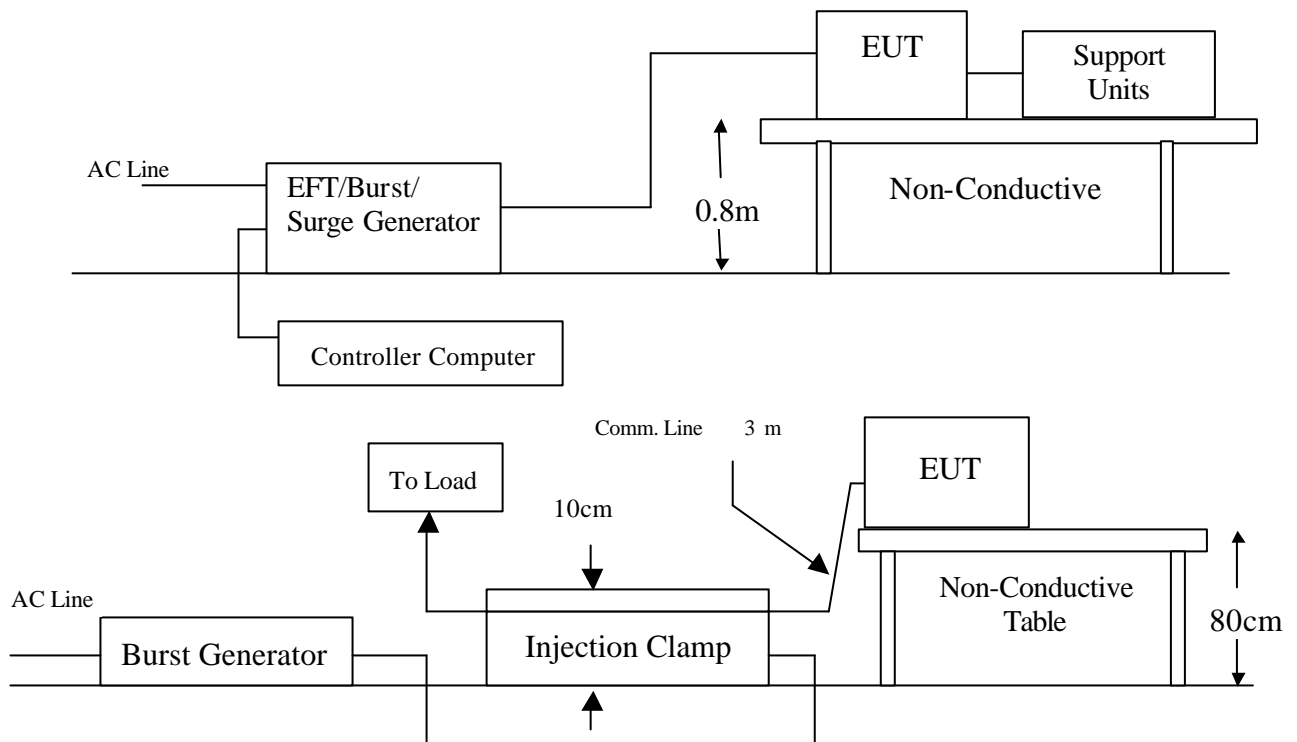 EUT
Support
Units
AC Line
EFT/Burst/
Surge Generator
0.8m
Non-Conductive
Controller Computer
Comm. Line 3 m
To Load
EUT
10cm
AC Line
Non-Conductive
Table
80cm
Burst Generator
Injection Clamp